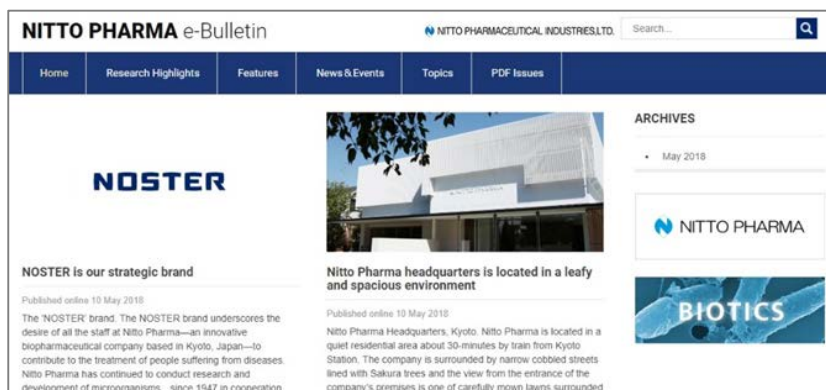 NITTO PHARMA e-Bulletin
NITTO PHARMACEUTICAL INDUSTRIES,LTD.
Search...
Home
Research Highlights
Features
News & Events
Topics
PDF Issues
NOSTER
NOSTER is our strategic brand
Published online 10 May 2018
The 'NOSTER' brand. The NOSTER brand underscores the
desire of all the staff at Nitto Pharma—an innovative
biopharmaceutical company based in Kyoto, Japan—to
contribute to the treatment of people suffering from diseases.
Nitto Pharma has continued to conduct research and
development of microorganisms... since 1947 in cooperation
Nitto Pharma headquarters is located in a leafy
and spacious environment
Published online 10 May 2018
Nitto Pharma Headquarters, Kyoto. Nitto Pharma is located in a
quiet residential area about 30-minutes by train from Kyoto
Station. The company is surrounded by narrow cobbled streets
lined with Sakura trees and the view from the entrance of the
company's premises is one of carefully mown lawns surrounded
ARCHIVES
May 2018
NITTO PHARMA
BIOTICS